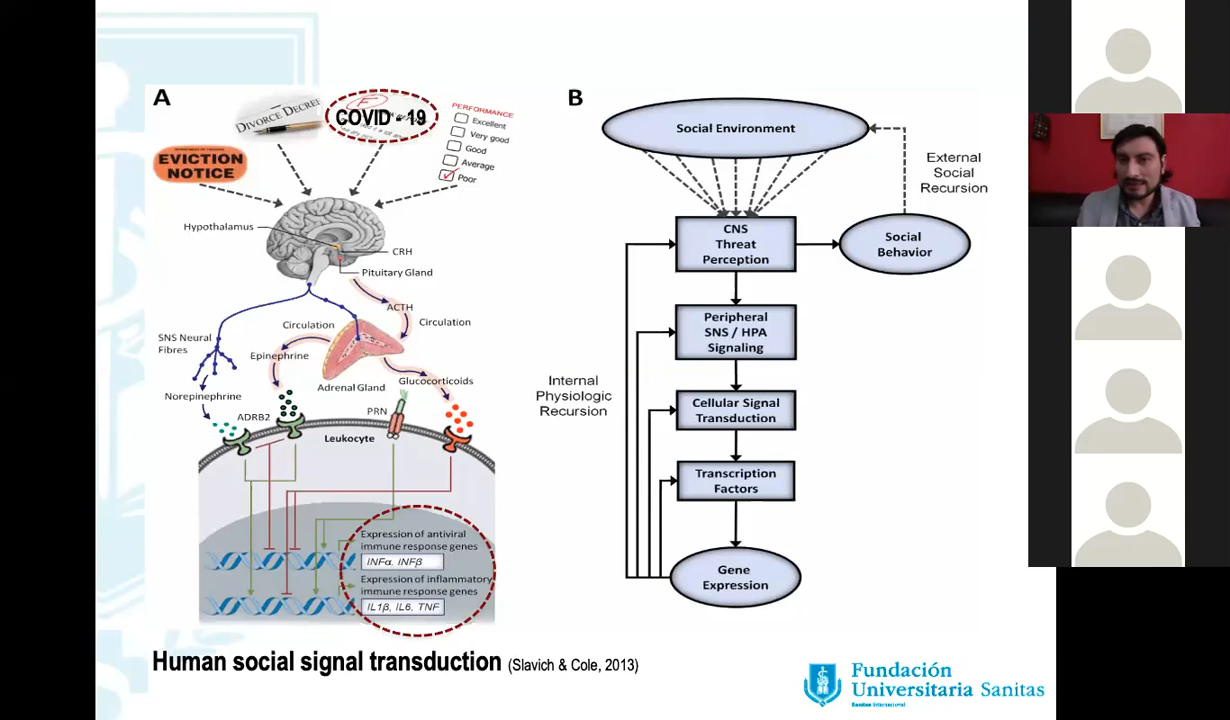 A
DIVORCE DECREE
F
COVID - 19
PERFORMANCE
Excellent
Very good
Good
Average
Poor
EVICTION
NOTICE
Hypothalamus
CRH
Pituitary Gland
ACTH
Circulation
Circulation
SNS Neural
Fibres
Epinephrine
Adrenal Gland
Glucocorticoids
Norepinephrine
ADRB2
PRN
Leukocyte
Expression of antiviral
immune response genes
INFα, INFβ
Expression of inflammatory
immune response genes
IL1β, IL6, TNF
B
Social Environment
External
Social
Recursion
CNS
Threat
Perception
Social
Behavior
Peripheral
SNS / HPA
Signaling
Internal
Physiologic
Recursion
Cellular Signal
Transduction
Transcription
Factors
Gene
Expression
Human social signal transduction (Slavich & Cole, 2013)
Fundación
Universitaria Sanitas
Sanitas Internacional